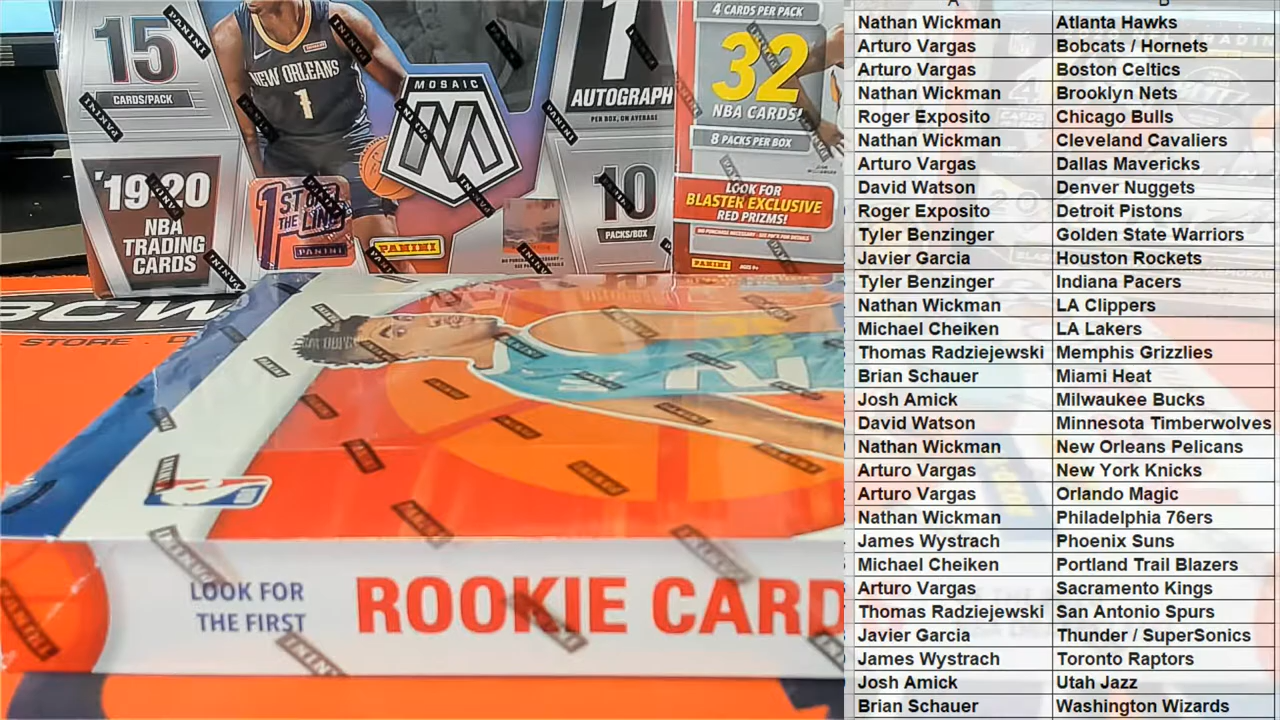 15
CARDS/PACK
'19-20
NBA
TRADING
CARDS
NEW ORLEANS
1
1ST OFF
THE LINE
PANINI
MOSAIC
PANINI
1
AUTOGRAPH
PER BOX, ON AVERAGE
10
PACKS/BOX
4 CARDS PER PACK
32
NBA CARDS!
8 PACKS PER BOX
LOOK FOR
BLASTER EXCLUSIVE
RED PRIZMS!
PANINI
BCW
STORE
LOOK FOR
THE FIRST
ROOKIE CARD
PANINI
A B
Nathan Wickman Atlanta Hawks
Arturo Vargas Bobcats / Hornets
Arturo Vargas Boston Celtics
Nathan Wickman Brooklyn Nets
Roger Exposito Chicago Bulls
Nathan Wickman Cleveland Cavaliers
Arturo Vargas Dallas Mavericks
David Watson Denver Nuggets
Roger Exposito Detroit Pistons
Tyler Benzinger Golden State Warriors
Javier Garcia Houston Rockets
Tyler Benzinger Indiana Pacers
Nathan Wickman LA Clippers
Michael Cheiken LA Lakers
Thomas Radziejewski Memphis Grizzlies
Brian Schauer Miami Heat
Josh Amick Milwaukee Bucks
David Watson Minnesota Timberwolves
Nathan Wickman New Orleans Pelicans
Arturo Vargas New York Knicks
Arturo Vargas Orlando Magic
Nathan Wickman Philadelphia 76ers
James Wystrach Phoenix Suns
Michael Cheiken Portland Trail Blazers
Arturo Vargas Sacramento Kings
Thomas Radziejewski San Antonio Spurs
Javier Garcia Thunder / SuperSonics
James Wystrach Toronto Raptors
Josh Amick Utah Jazz
Brian Schauer Washington Wizards